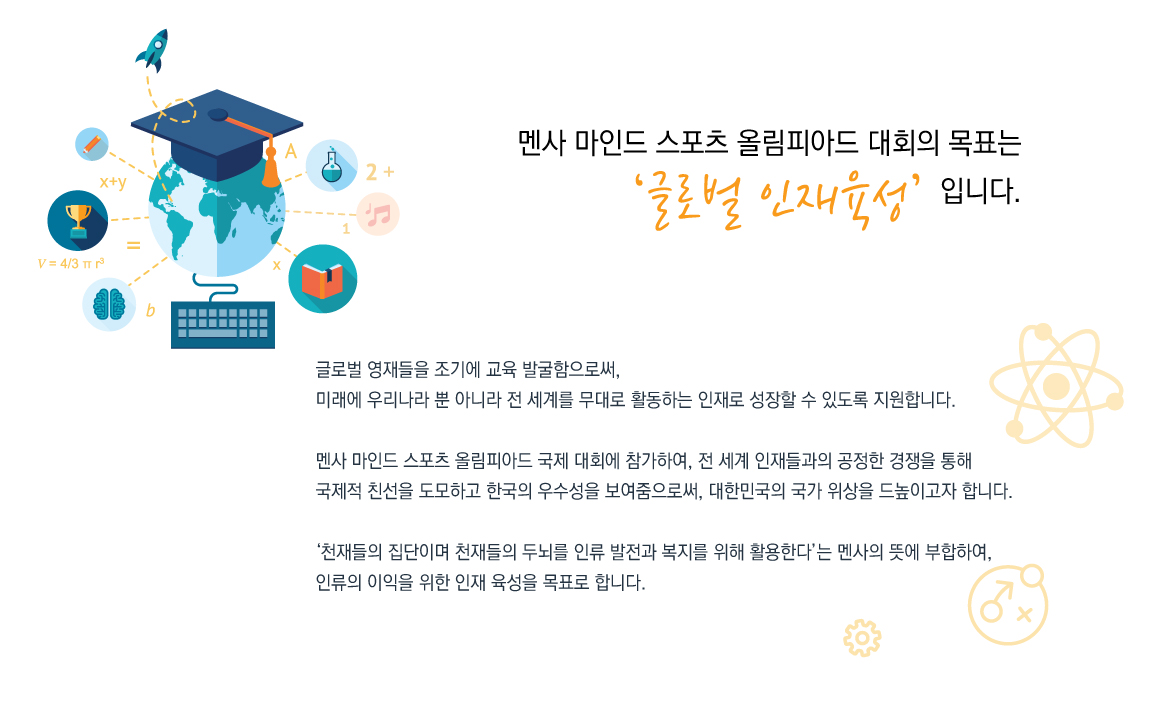 멘사 마인드 스포츠 올림피아드 대회의 목표는
‘글로벌 인재육성’ 입니다.
A
x+y
2 +
1
=
V = 4/3 π r³
x
b
글로벌 영재들을 조기에 교육 발굴함으로써,
미래에 우리나라 뿐 아니라 전 세계를 무대로 활동하는 인재로 성장할 수 있도록 지원합니다.
멘사 마인드 스포츠 올림피아드 국제 대회에 참가하여, 전 세계 인재들과의 공정한 경쟁을 통해
국제적 친선을 도모하고 한국의 우수성을 보여줌으로써, 대한민국의 국가 위상을 드높이고자 합니다.
‘천재들의 집단이며 천재들의 두뇌를 인류 발전과 복지를 위해 활용한다’는 멘사의 뜻에 부합하여,
인류의 이익을 위한 인재 육성을 목표로 합니다.
x